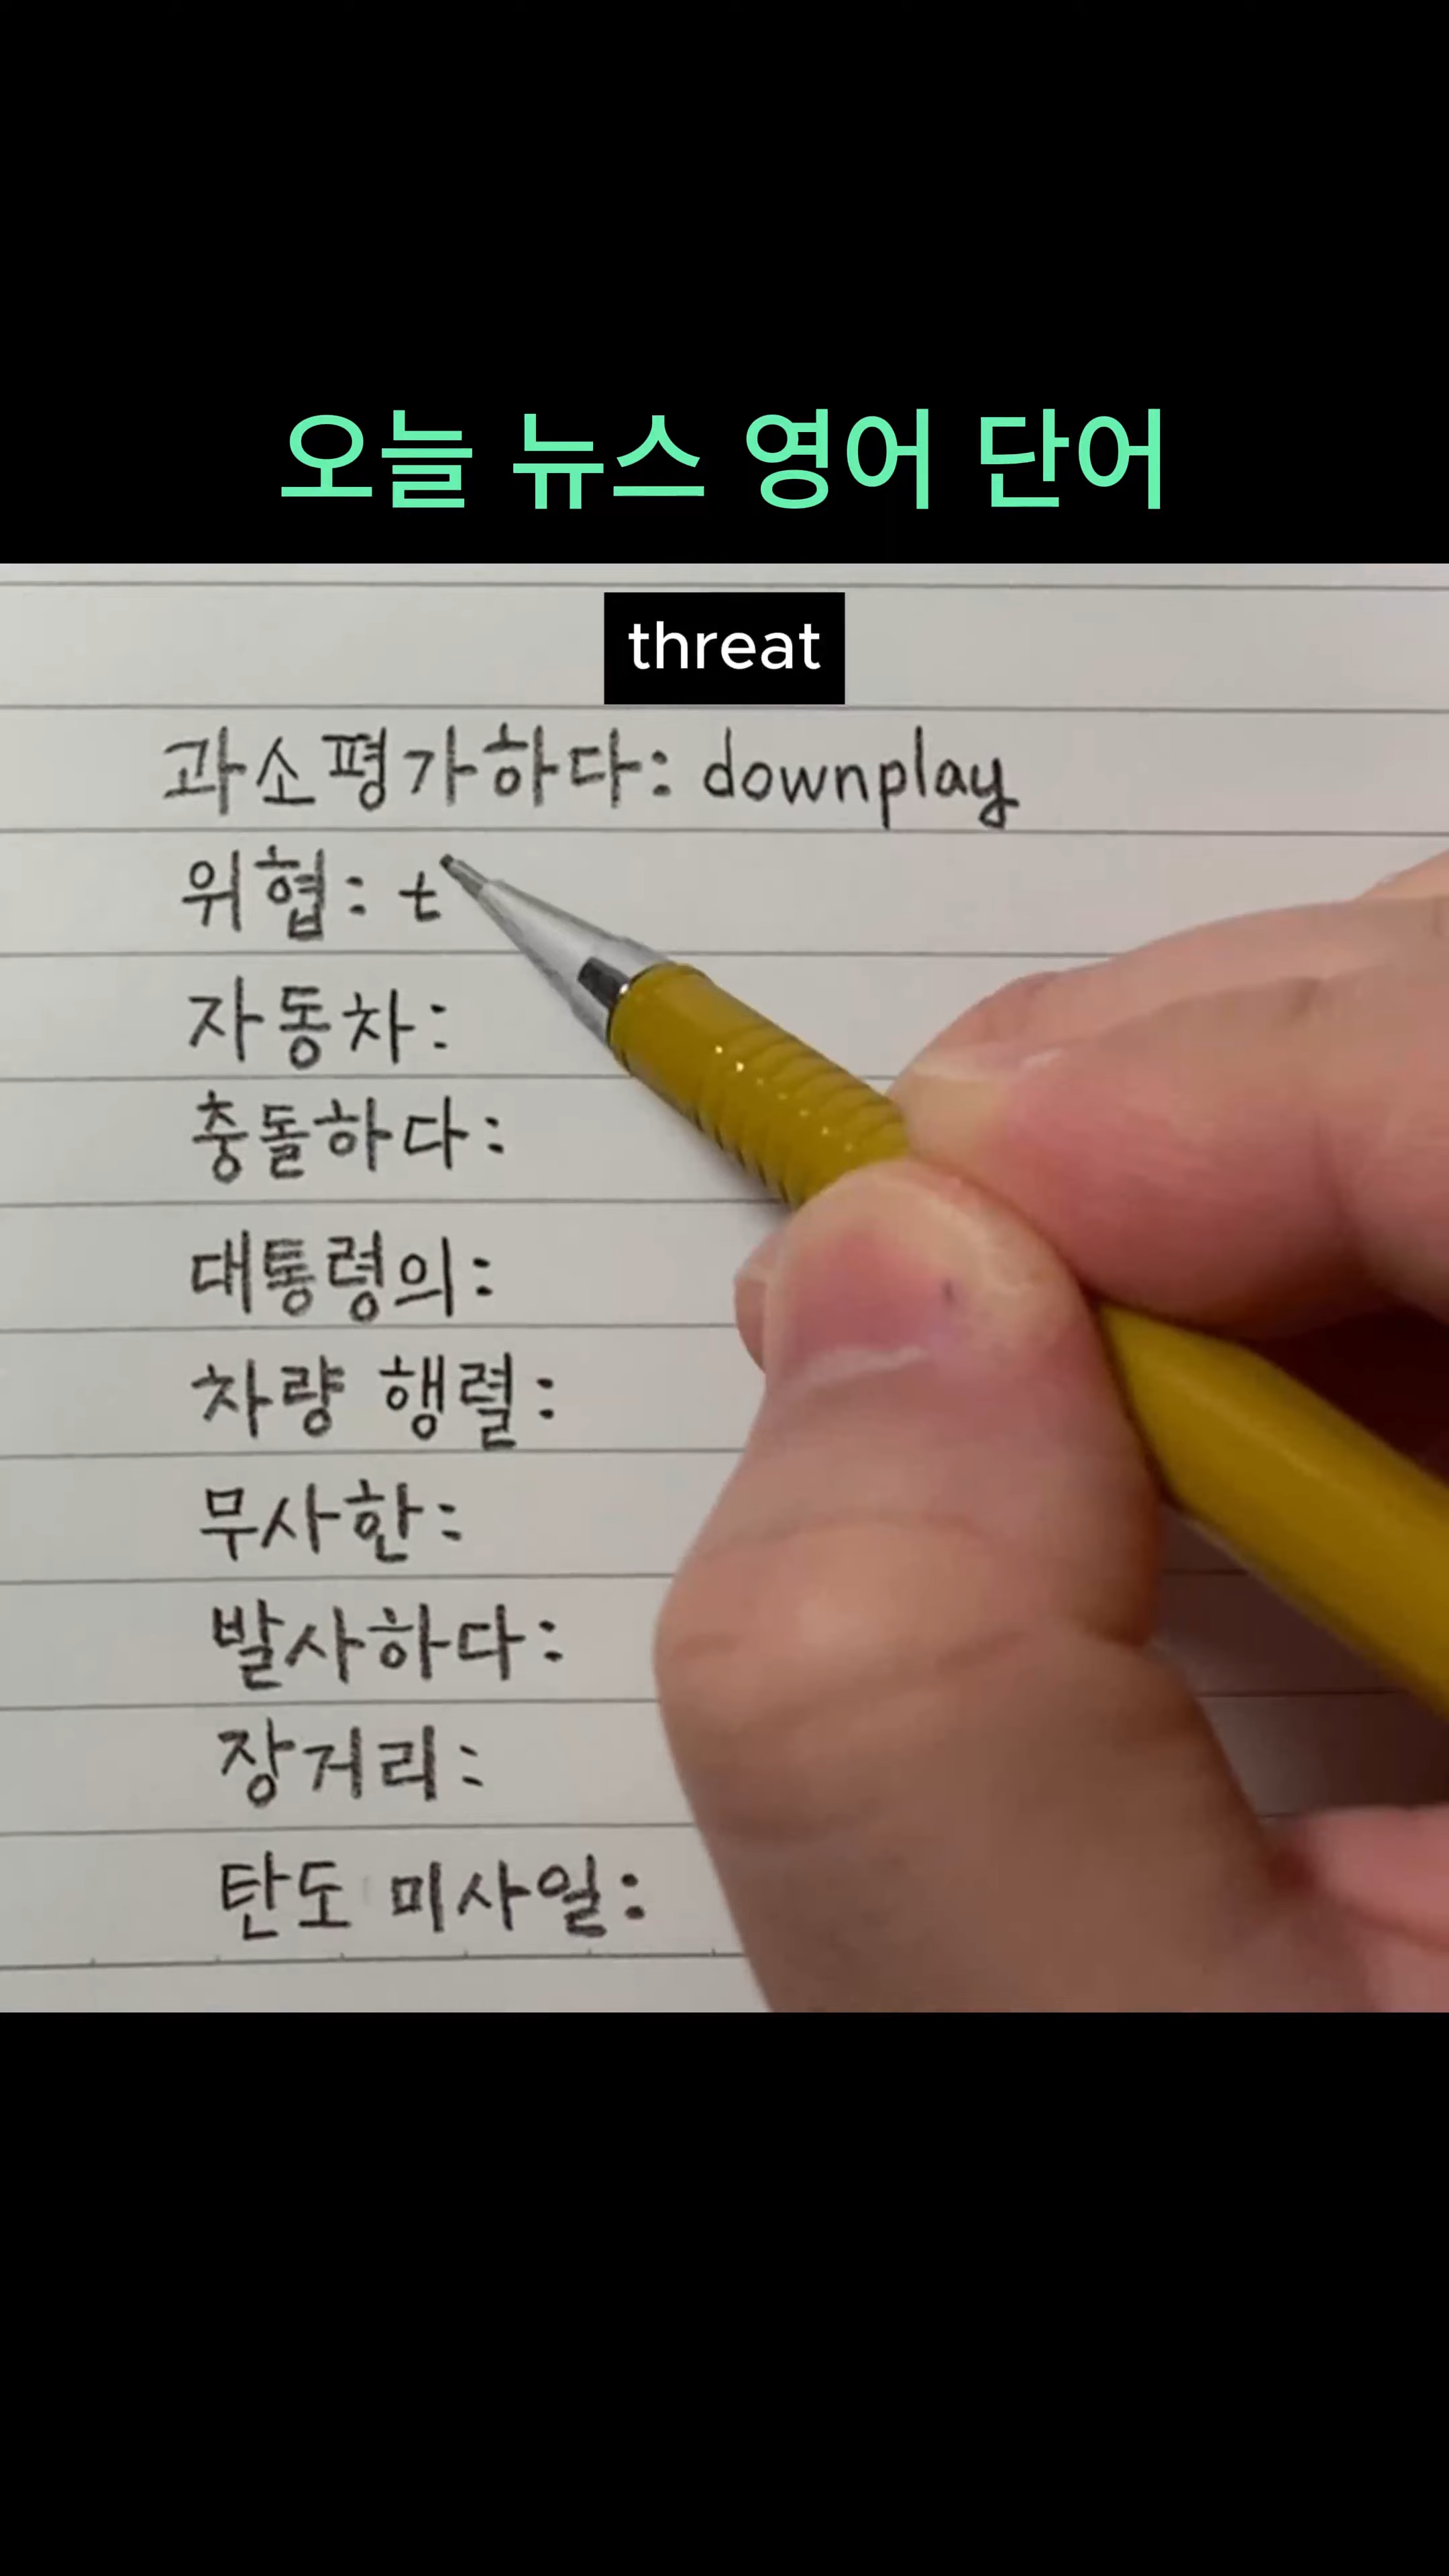 오늘 뉴스 영어 단어
threat
과소평가하다: downplay
위협: t
자동차:
충돌하다:
대통령의:
차량 행렬:
무사한:
발사하다:
장거리:
탄도 미사일: